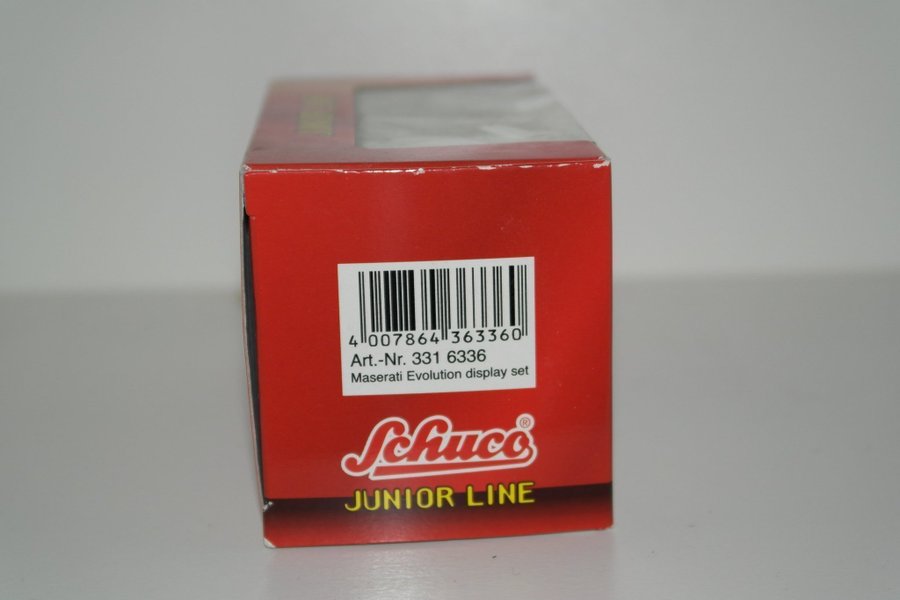 4 007864 363360
Art.-Nr. 331 6336
Maserati Evolution display set
Schuco®
JUNIOR LINE